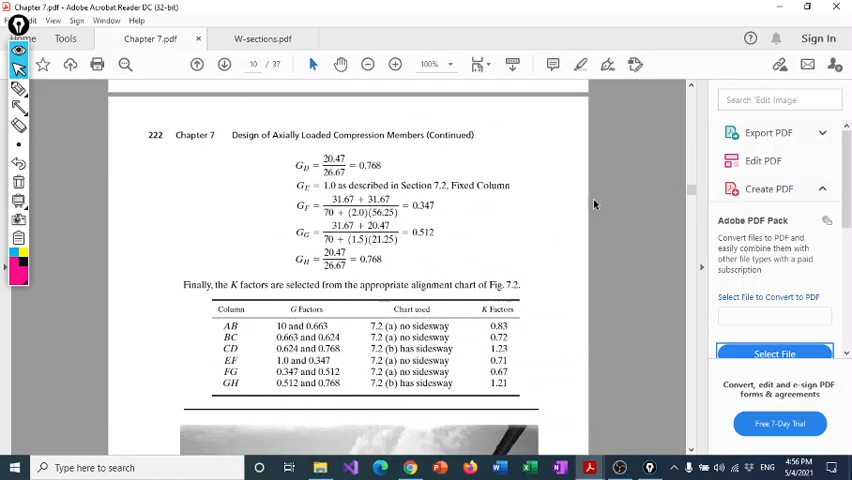 Chapter 7.pdf - Adobe Acrobat Reader DC (32-bit)
View Sign Window Help
Home Tools Chapter 7.pdf × W-sections.pdf Sign In
10 / 37 100%
222 Chapter 7 Design of Axially Loaded Compression Members (Continued)
G_D = 20.47 / 26.67 = 0.768
G_E = 1.0 as described in Section 7.2, Fixed Column
G_F = 31.67 + 31.67 / 70 + (2.0)(56.25) = 0.347
G_G = 31.67 + 20.47 / 70 + (1.5)(21.25) = 0.512
G_H = 20.47 / 26.67 = 0.768
Finally, the K factors are selected from the appropriate alignment chart of Fig. 7.2.
Column G Factors Chart used K Factors
AB 10 and 0.663 7.2 (a) no sidesway 0.83
BC 0.663 and 0.624 7.2 (a) no sidesway 0.72
CD 0.624 and 0.768 7.2 (b) has sidesway 1.23
EF 1.0 and 0.347 7.2 (a) no sidesway 0.71
FG 0.347 and 0.512 7.2 (a) no sidesway 0.67
GH 0.512 and 0.768 7.2 (b) has sidesway 1.21
Search 'Edit Image'
Export PDF
Edit PDF
Create PDF
Adobe PDF Pack
Convert files to PDF and
easily combine them with
other file types with a paid
subscription
Select File to Convert to PDF
Select File
Convert, edit and e-sign PDF
forms & agreements
Free 7-Day Trial
Type here to search
ENG
4:56 PM
5/4/2021